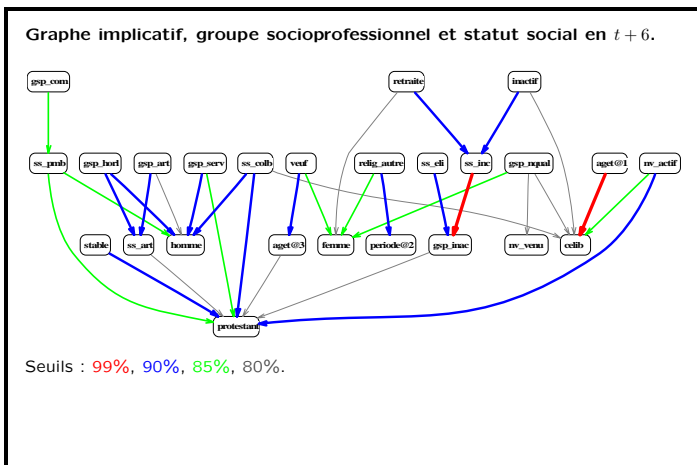 Graphe implicatif, groupe socioprofessionnel et statut social en t + 6.
gsp_com retraite inactif
ss_pmb gsp_horl gsp_art gsp_serv ss_colb veuf relig_autre ss_eli ss_inc gsp_nqual aget@1 nv_actif
stable ss_art homme aget@3 femme periode@2 gsp_inac nv_venu celib
protestant
Seuils : 99%, 90%, 85%, 80%.